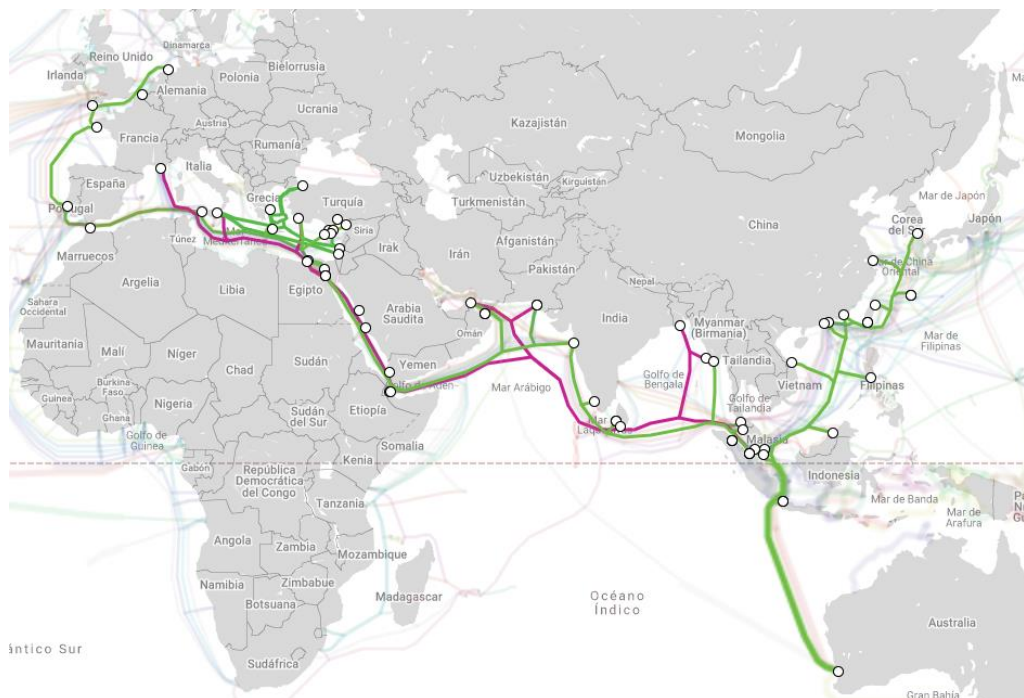 Dinamarca
Reino Unido
Irlanda
Bielorrusia
Polonia
Alemania
Ucrania
Austria
Francia
Rumanía
Italia
España
Portugal
Grecia
Turquía
Túnez
Siria
Marruecos
Irak
Irán
Kazajistán
Mongolia
Uzbekistán
Kirguistán
Turkmenistán
Afganistán
Pakistán
Nepal
China
Corea
del Sur
Japón
Mar de Japón
Oriental
Argelia
Libia
Egipto
Arabia
Saudita
Sahara
Occidental
Mauritania
Malí
Níger
Chad
Sudán
Yemen
Omán
India
Myanmar
(Birmania)
Tailandia
Vietnam
Filipinas
Mar de
Filipinas
Burkina
Faso
Guinea
Ghana
Nigeria
Sudán
del Sur
Etiopía
Somalia
Mar Arábigo
Golfo de
Bengala
Golfo de
Tailandia
Malasia
Golfo de
Guinea
Gabón
República
Democrática
del Congo
Kenia
Tanzania
Indonesia
Mar de Banda
Mar de
Arafura
Angola
Zambia
Mozambique
Namibia
Zimbabue
Botsuana
Madagascar
Océano
Índico
Australia
ántico Sur
Sudáfrica
Gran Bahía